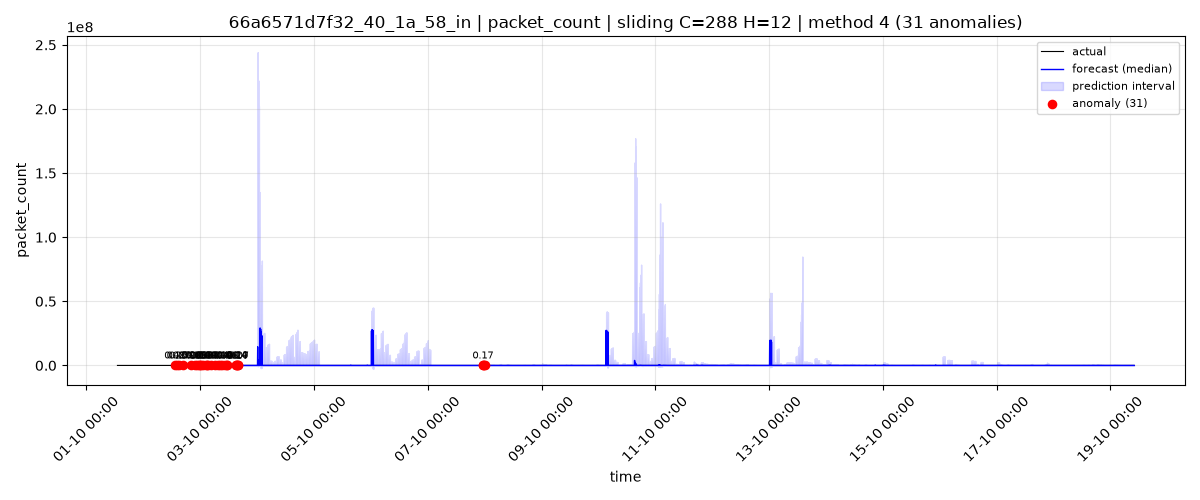 66a6571d7f32_40_1a_58_in | packet_count | sliding C=288 H=12 | method 4 (31 anomalies)
1e8
2.5
2.0
1.5
1.0
0.5
0.0
packet_count
actual
forecast (median)
prediction interval
anomaly (31)
0.17
01-10 00:00
03-10 00:00
05-10 00:00
07-10 00:00
09-10 00:00
11-10 00:00
13-10 00:00
15-10 00:00
17-10 00:00
19-10 00:00
time